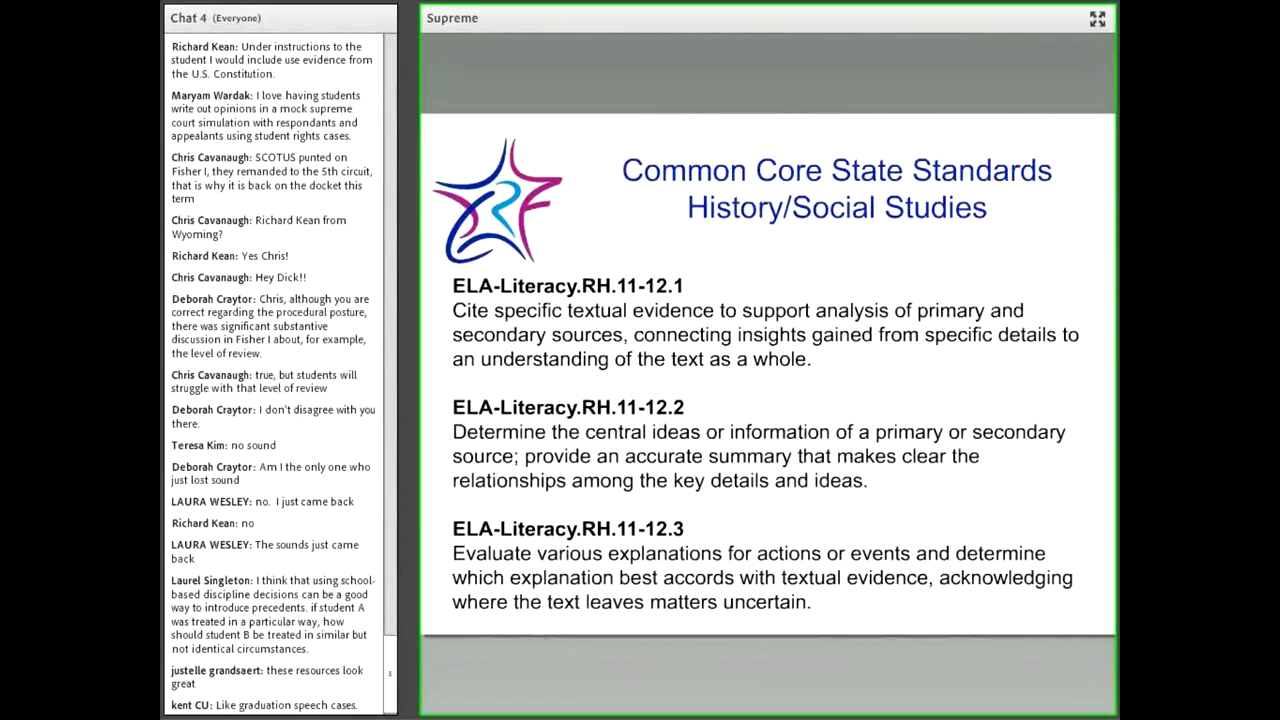 Chat 4 (Everyone)
Richard Kean: Under instructions to the
student I would include use evidence from
the U.S. Constitution.
Maryam Wardak: I love having students
write out opinions in a mock supreme
court simulation with respondants and
appealants using student rights cases.
Chris Cavanaugh: SCOTUS punted on
Fisher I, they remanded to the 5th circuit,
that is why it is back on the docket this
term
Chris Cavanaugh: Richard Kean from
Wyoming?
Richard Kean: Yes Chris!
Chris Cavanaugh: Hey Dick!!
Deborah Craytor: Chris, although you are
correct regarding the procedural posture,
there was significant substantive
discussion in Fisher I about, for example,
the level of review.
Chris Cavanaugh: true, but students will
struggle with that level of review
Deborah Craytor: I don't disagree with you
there.
Teresa Kim: no sound
Deborah Craytor: Am I the only one who
just lost sound
LAURA WESLEY: no. I just came back
Richard Kean: no
LAURA WESLEY: The sounds just came
back
Laurel Singleton: I think that using school-
based discipline decisions can be a good
way to introduce precedents. if student A
was treated in a particular way, how
should student B be treated in similar but
not identical circumstances.
justelle grandsaert: these resources look
great
kent CU: Like graduation speech cases.
Supreme
CRF
Common Core State Standards
History/Social Studies
ELA-Literacy.RH.11-12.1
Cite specific textual evidence to support analysis of primary and
secondary sources, connecting insights gained from specific details to
an understanding of the text as a whole.
ELA-Literacy.RH.11-12.2
Determine the central ideas or information of a primary or secondary
source; provide an accurate summary that makes clear the
relationships among the key details and ideas.
ELA-Literacy.RH.11-12.3
Evaluate various explanations for actions or events and determine
which explanation best accords with textual evidence, acknowledging
where the text leaves matters uncertain.